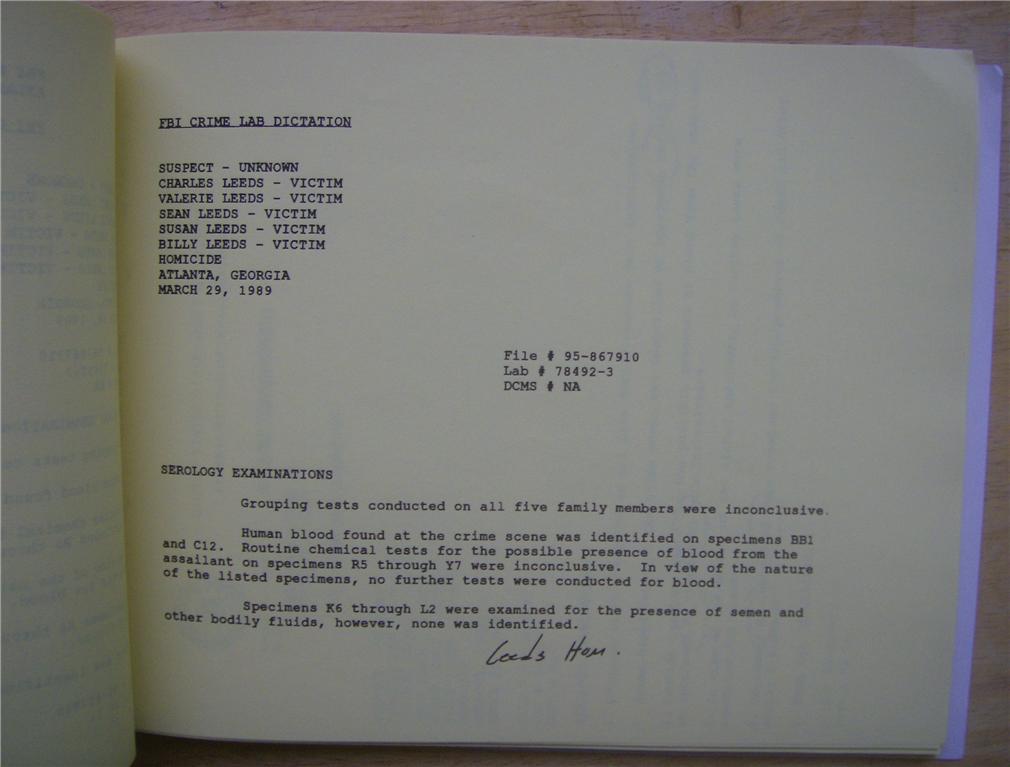 FBI CRIME LAB DICTATION
SUSPECT - UNKNOWN
CHARLES LEEDS - VICTIM
VALERIE LEEDS - VICTIM
SEAN LEEDS - VICTIM
SUSAN LEEDS - VICTIM
BILLY LEEDS - VICTIM
HOMICIDE
ATLANTA, GEORGIA
MARCH 29, 1989
File # 95-867910
Lab # 78492-3
DCMS # NA
SEROLOGY EXAMINATIONS
Grouping tests conducted on all five family members were inconclusive.
Human blood found at the crime scene was identified on specimens BB1
and C12. Routine chemical tests for the possible presence of blood from the
assailant on specimens R5 through Y7 were inconclusive. In view of the nature
of the listed specimens, no further tests were conducted for blood.
Specimens K6 through L2 were examined for the presence of semen and
other bodily fluids, however, none was identified.
Leeds Hom.